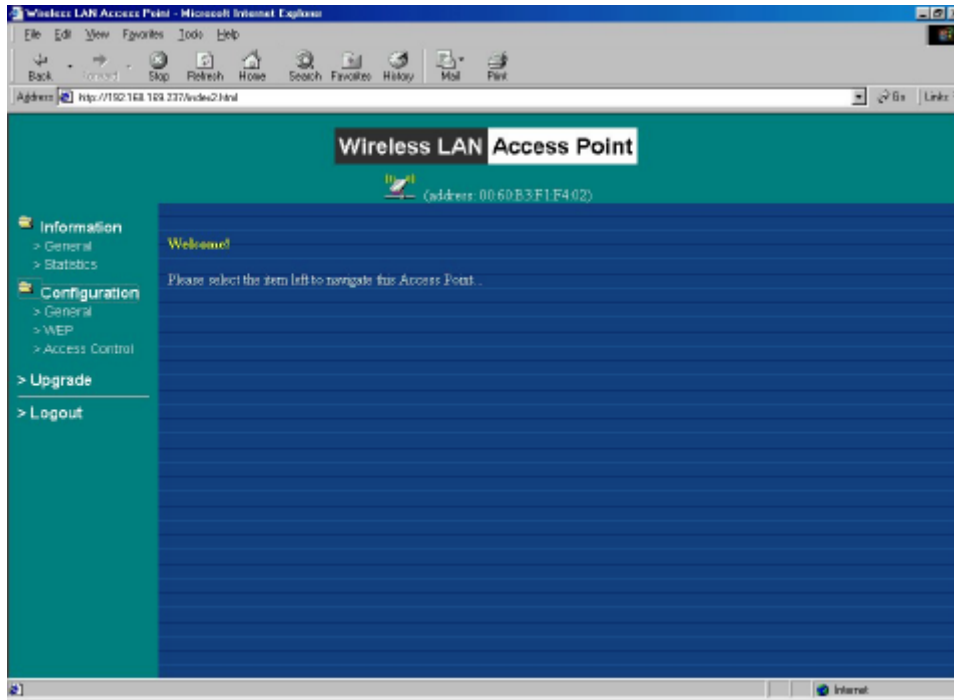 Wireless LAN Access Point - Microsoft Internet Explorer
File Edit View Favorites Tools Help
Back Forward Stop Refresh Home Search Favorites History Mail Print
Address http://192.168.169.237/index2.html Go Links
Wireless LAN Access Point
(address: 00:60:B3:F1:F4:02)
Information
> General
> Statistics
Configuration
> General
> WEP
> Access Control
> Upgrade
> Logout
Welcome!
Please select the item left to navigate this Access Point...
Internet